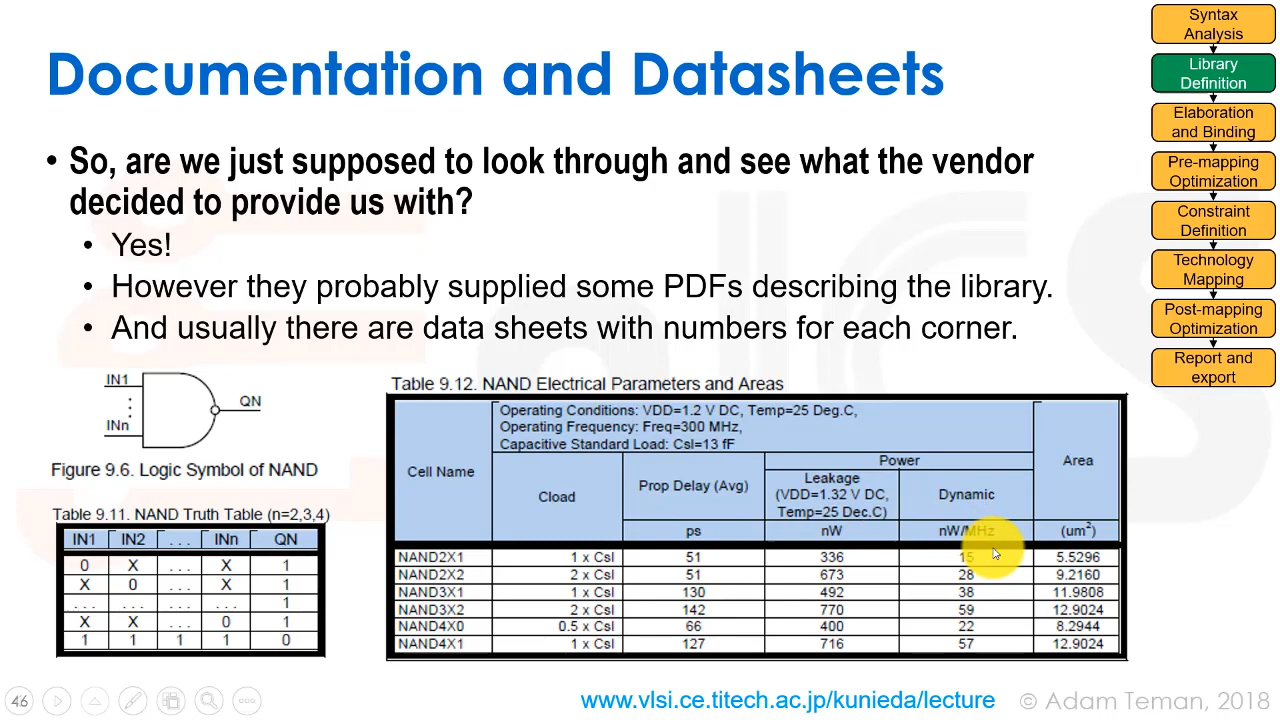 Documentation and Datasheets
• So, are we just supposed to look through and see what the vendor
decided to provide us with?
• Yes!
• However they probably supplied some PDFs describing the library.
• And usually there are data sheets with numbers for each corner.
Syntax
Analysis
Library
Definition
Elaboration
and Binding
Pre-mapping
Optimization
Constraint
Definition
Technology
Mapping
Post-mapping
Optimization
Report and
export
IN1
INn
QN
Figure 9.6. Logic Symbol of NAND
Table 9.11. NAND Truth Table (n=2,3,4)
IN1 IN2 . . . INn QN
0 X . . . X 1
X 0 . . . X 1
. . . . . . . . . . . . 1
X X . . . 0 1
1 1 1 1 0
Table 9.12. NAND Electrical Parameters and Areas
Operating Conditions: VDD=1.2 V DC, Temp=25 Deg.C,
Operating Frequency: Freq=300 MHz,
Capacitive Standard Load: Csl=13 fF
Cell Name
Cload
Prop Delay (Avg)
Power
Leakage
(VDD=1.32 V DC,
Temp=25 Dec.C)
Dynamic
Area
ps nW nW/MHz (um²)
NAND2X1 1 x Csl 51 336 15 5.5296
NAND2X2 2 x Csl 51 673 28 9.2160
NAND3X1 1 x Csl 130 492 38 11.9808
NAND3X2 2 x Csl 142 770 59 12.9024
NAND4X0 0.5 x Csl 66 400 22 8.2944
NAND4X1 1 x Csl 127 716 57 12.9024
46
www.vlsi.ce.titech.ac.jp/kunieda/lecture
© Adam Teman, 2018